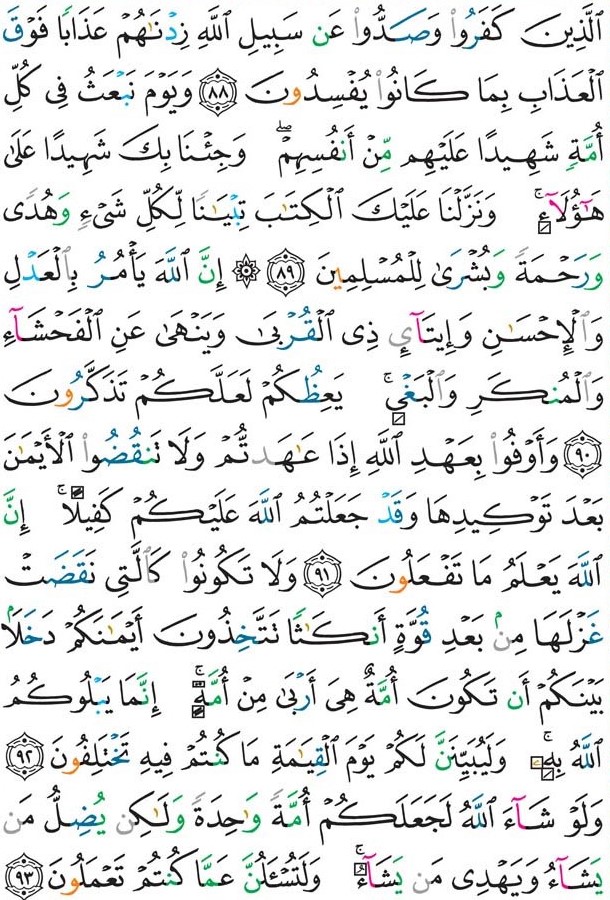 ٱلَّذِينَ كَفَرُوا۟ وَصَدُّوا۟ عَن سَبِيلِ ٱللَّهِ زِدْنَـٰهُمْ عَذَابًا فَوْقَ
ٱلْعَذَابِ بِمَا كَانُوا۟ يُفْسِدُونَ ﴿٨٨﴾ وَيَوْمَ نَبْعَثُ فِى كُلِّ
أُمَّةٍ شَهِيدًا عَلَيْهِم مِّنْ أَنفُسِهِمْ ۖ وَجِئْنَا بِكَ شَهِيدًا عَلَىٰ
هَـٰٓؤُلَآءِ ۚ وَنَزَّلْنَا عَلَيْكَ ٱلْكِتَـٰبَ تِبْيَـٰنًا لِّكُلِّ شَىْءٍ وَهُدًى
وَرَحْمَةً وَبُشْرَىٰ لِلْمُسْلِمِينَ ﴿٨٩﴾ ۞ إِنَّ ٱللَّهَ يَأْمُرُ بِٱلْعَدْلِ
وَٱلْإِحْسَـٰنِ وَإِيتَآئِ ذِى ٱلْقُرْبَىٰ وَيَنْهَىٰ عَنِ ٱلْفَحْشَآءِ
وَٱلْمُنكَرِ وَٱلْبَغْىِ ۚ يَعِظُكُمْ لَعَلَّكُمْ تَذَكَّرُونَ
﴿٩٠﴾ وَأَوْفُوا۟ بِعَهْدِ ٱللَّهِ إِذَا عَـٰهَدتُّمْ وَلَا تَنقُضُوا۟ ٱلْأَيْمَـٰنَ
بَعْدَ تَوْكِيدِهَا وَقَدْ جَعَلْتُمُ ٱللَّهَ عَلَيْكُمْ كَفِيلًا ۚ إِنَّ
ٱللَّهَ يَعْلَمُ مَا تَفْعَلُونَ ﴿٩١﴾ وَلَا تَكُونُوا۟ كَٱلَّتِى نَقَضَتْ
غَزْلَهَا مِنۢ بَعْدِ قُوَّةٍ أَنكَـٰثًا تَتَّخِذُونَ أَيْمَـٰنَكُمْ دَخَلًۢا
بَيْنَكُمْ أَن تَكُونَ أُمَّةٌ هِىَ أَرْبَىٰ مِنْ أُمَّةٍ ۚ إِنَّمَا يَبْلُوكُمُ
ٱللَّهُ بِهِۦ ۚ وَلَيُبَيِّنَنَّ لَكُمْ يَوْمَ ٱلْقِيَـٰمَةِ مَا كُنتُمْ فِيهِ تَخْتَلِفُونَ ﴿٩٢﴾
وَلَوْ شَآءَ ٱللَّهُ لَجَعَلَكُمْ أُمَّةً وَٰحِدَةً وَلَـٰكِن يُضِلُّ مَن
يَشَآءُ وَيَهْدِى مَن يَشَآءُ ۚ وَلَتُسْـَٔلُنَّ عَمَّا كُنتُمْ تَعْمَلُونَ ﴿٩٣﴾